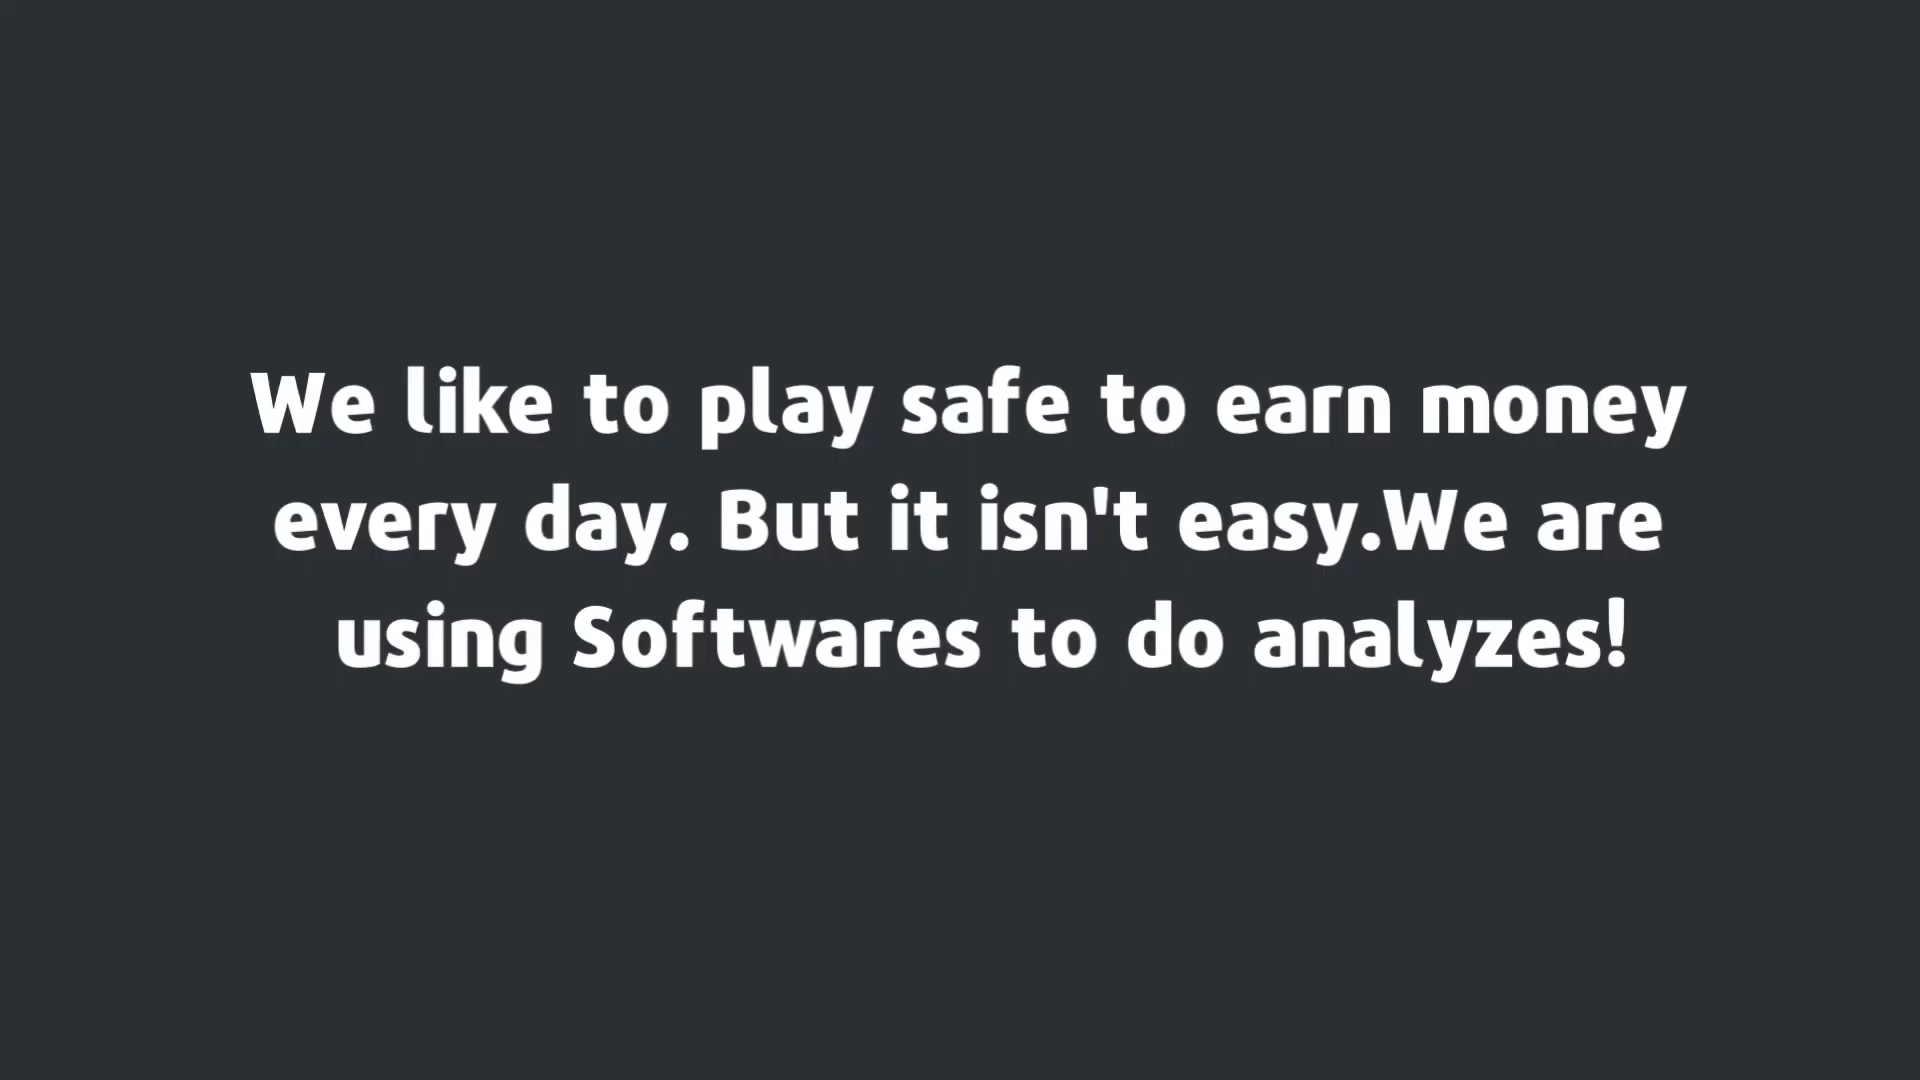 We like to play safe to earn money
every day. But it isn't easy.We are
using Softwares to do analyzes!